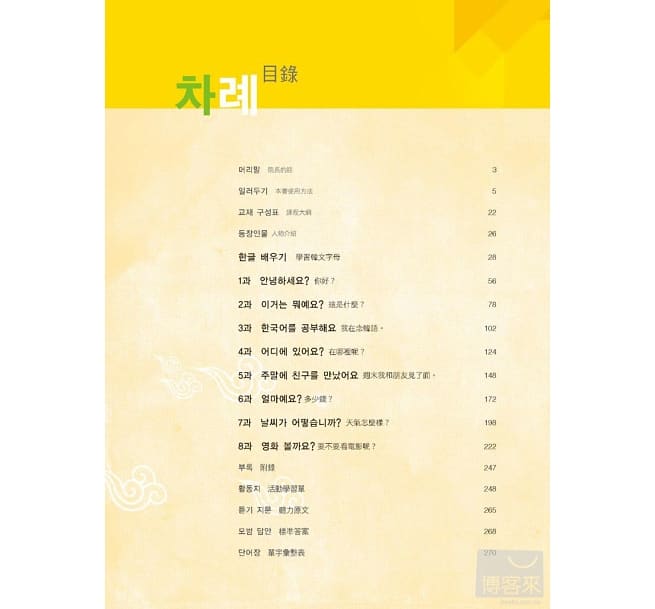 차례 目錄
머리말 院長的話 3
일러두기 本書使用方法 5
교재 구성표 課程大綱 22
등장인물 人物介紹 26
한글 배우기 學習韓文字母 28
1과 안녕하세요? 你好? 56
2과 이거는 뭐예요? 這是什麼? 78
3과 한국어를 공부해요 我在念韓語。 102
4과 어디에 있어요? 在哪裡呢? 124
5과 주말에 친구를 만났어요 週末我和朋友見了面。 148
6과 얼마예요? 多少錢? 172
7과 날씨가 어떻습니까? 天氣怎麼樣? 198
8과 영화 볼까요? 要不要看電影呢? 222
부록 附錄 247
활동지 活動學習單 248
듣기 지문 聽力原文 265
모범 답안 標準答案 268
단어장 單字彙整表 270
博客來